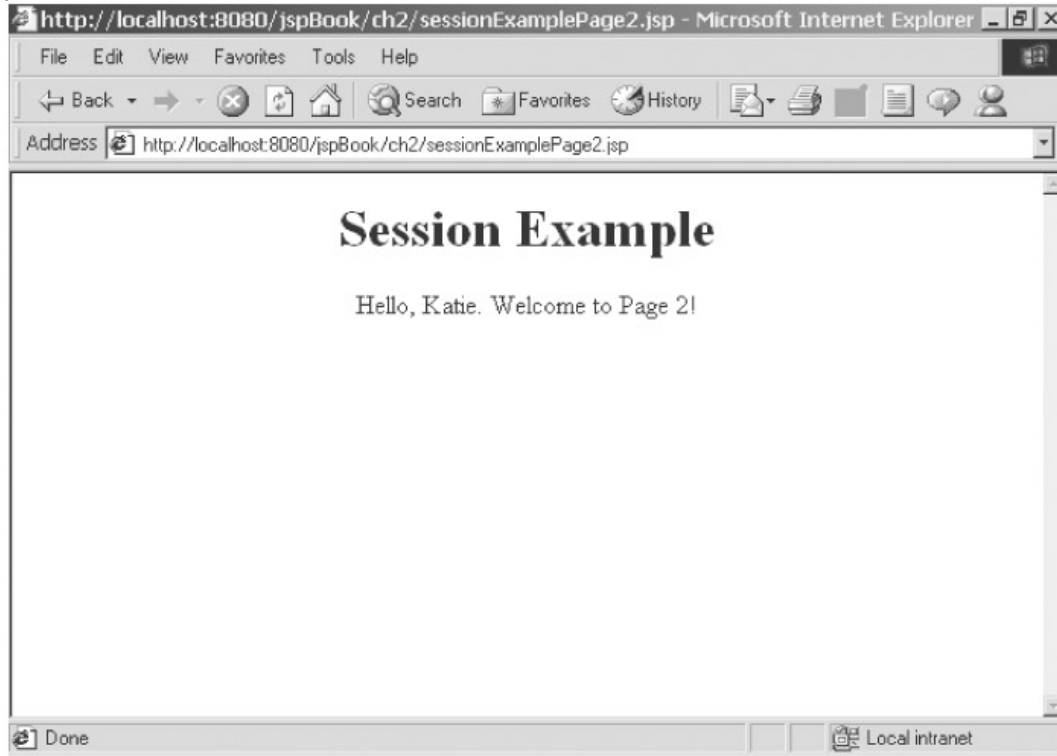 http://localhost:8080/jspBook/ch2/sessionExamplePage2.jsp - Microsoft Internet Explorer
File Edit View Favorites Tools Help
Back Search Favorites History
Address http://localhost:8080/jspBook/ch2/sessionExamplePage2.jsp
Session Example
Hello, Katie. Welcome to Page 2!
Done Local intranet